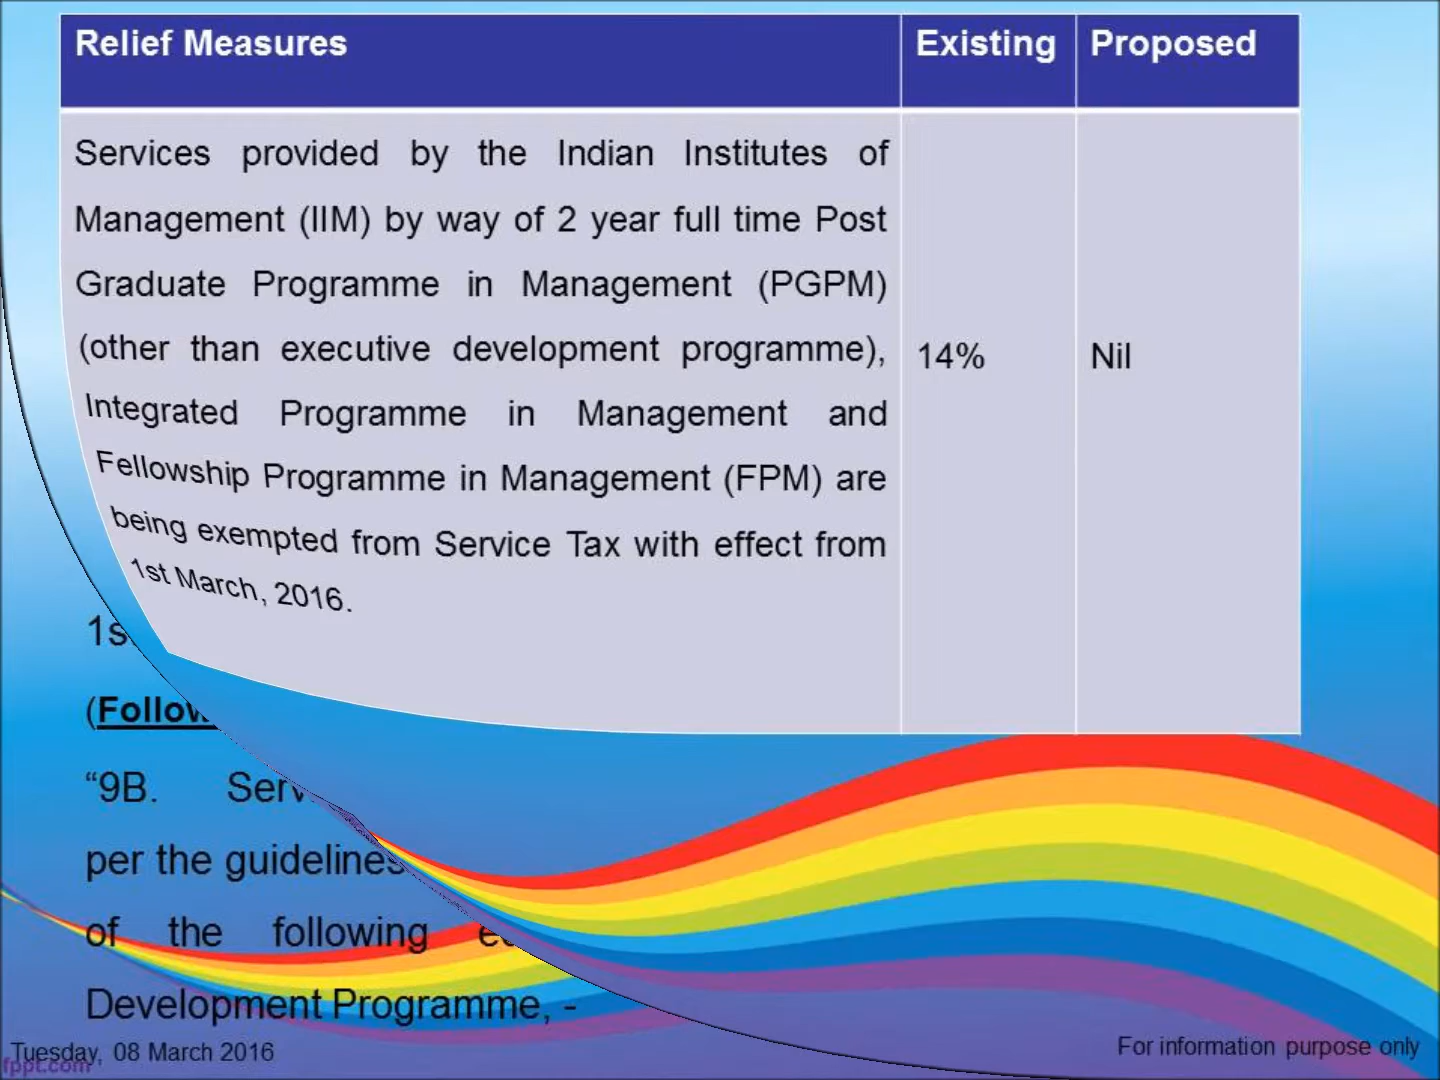 Relief Measures Existing Proposed
Services provided by the Indian Institutes of
Management (IIM) by way of 2 year full time Post
Graduate Programme in Management (PGPM)
(other than executive development programme), 14% Nil
Integrated Programme in Management and
Fellowship Programme in Management (FPM) are
being exempted from Service Tax with effect from
1st March, 2016.
(
“9B.
per the guidelines
of the following
Development Programme, -
Tuesday, 08 March 2016 For information purpose only
fppt.com